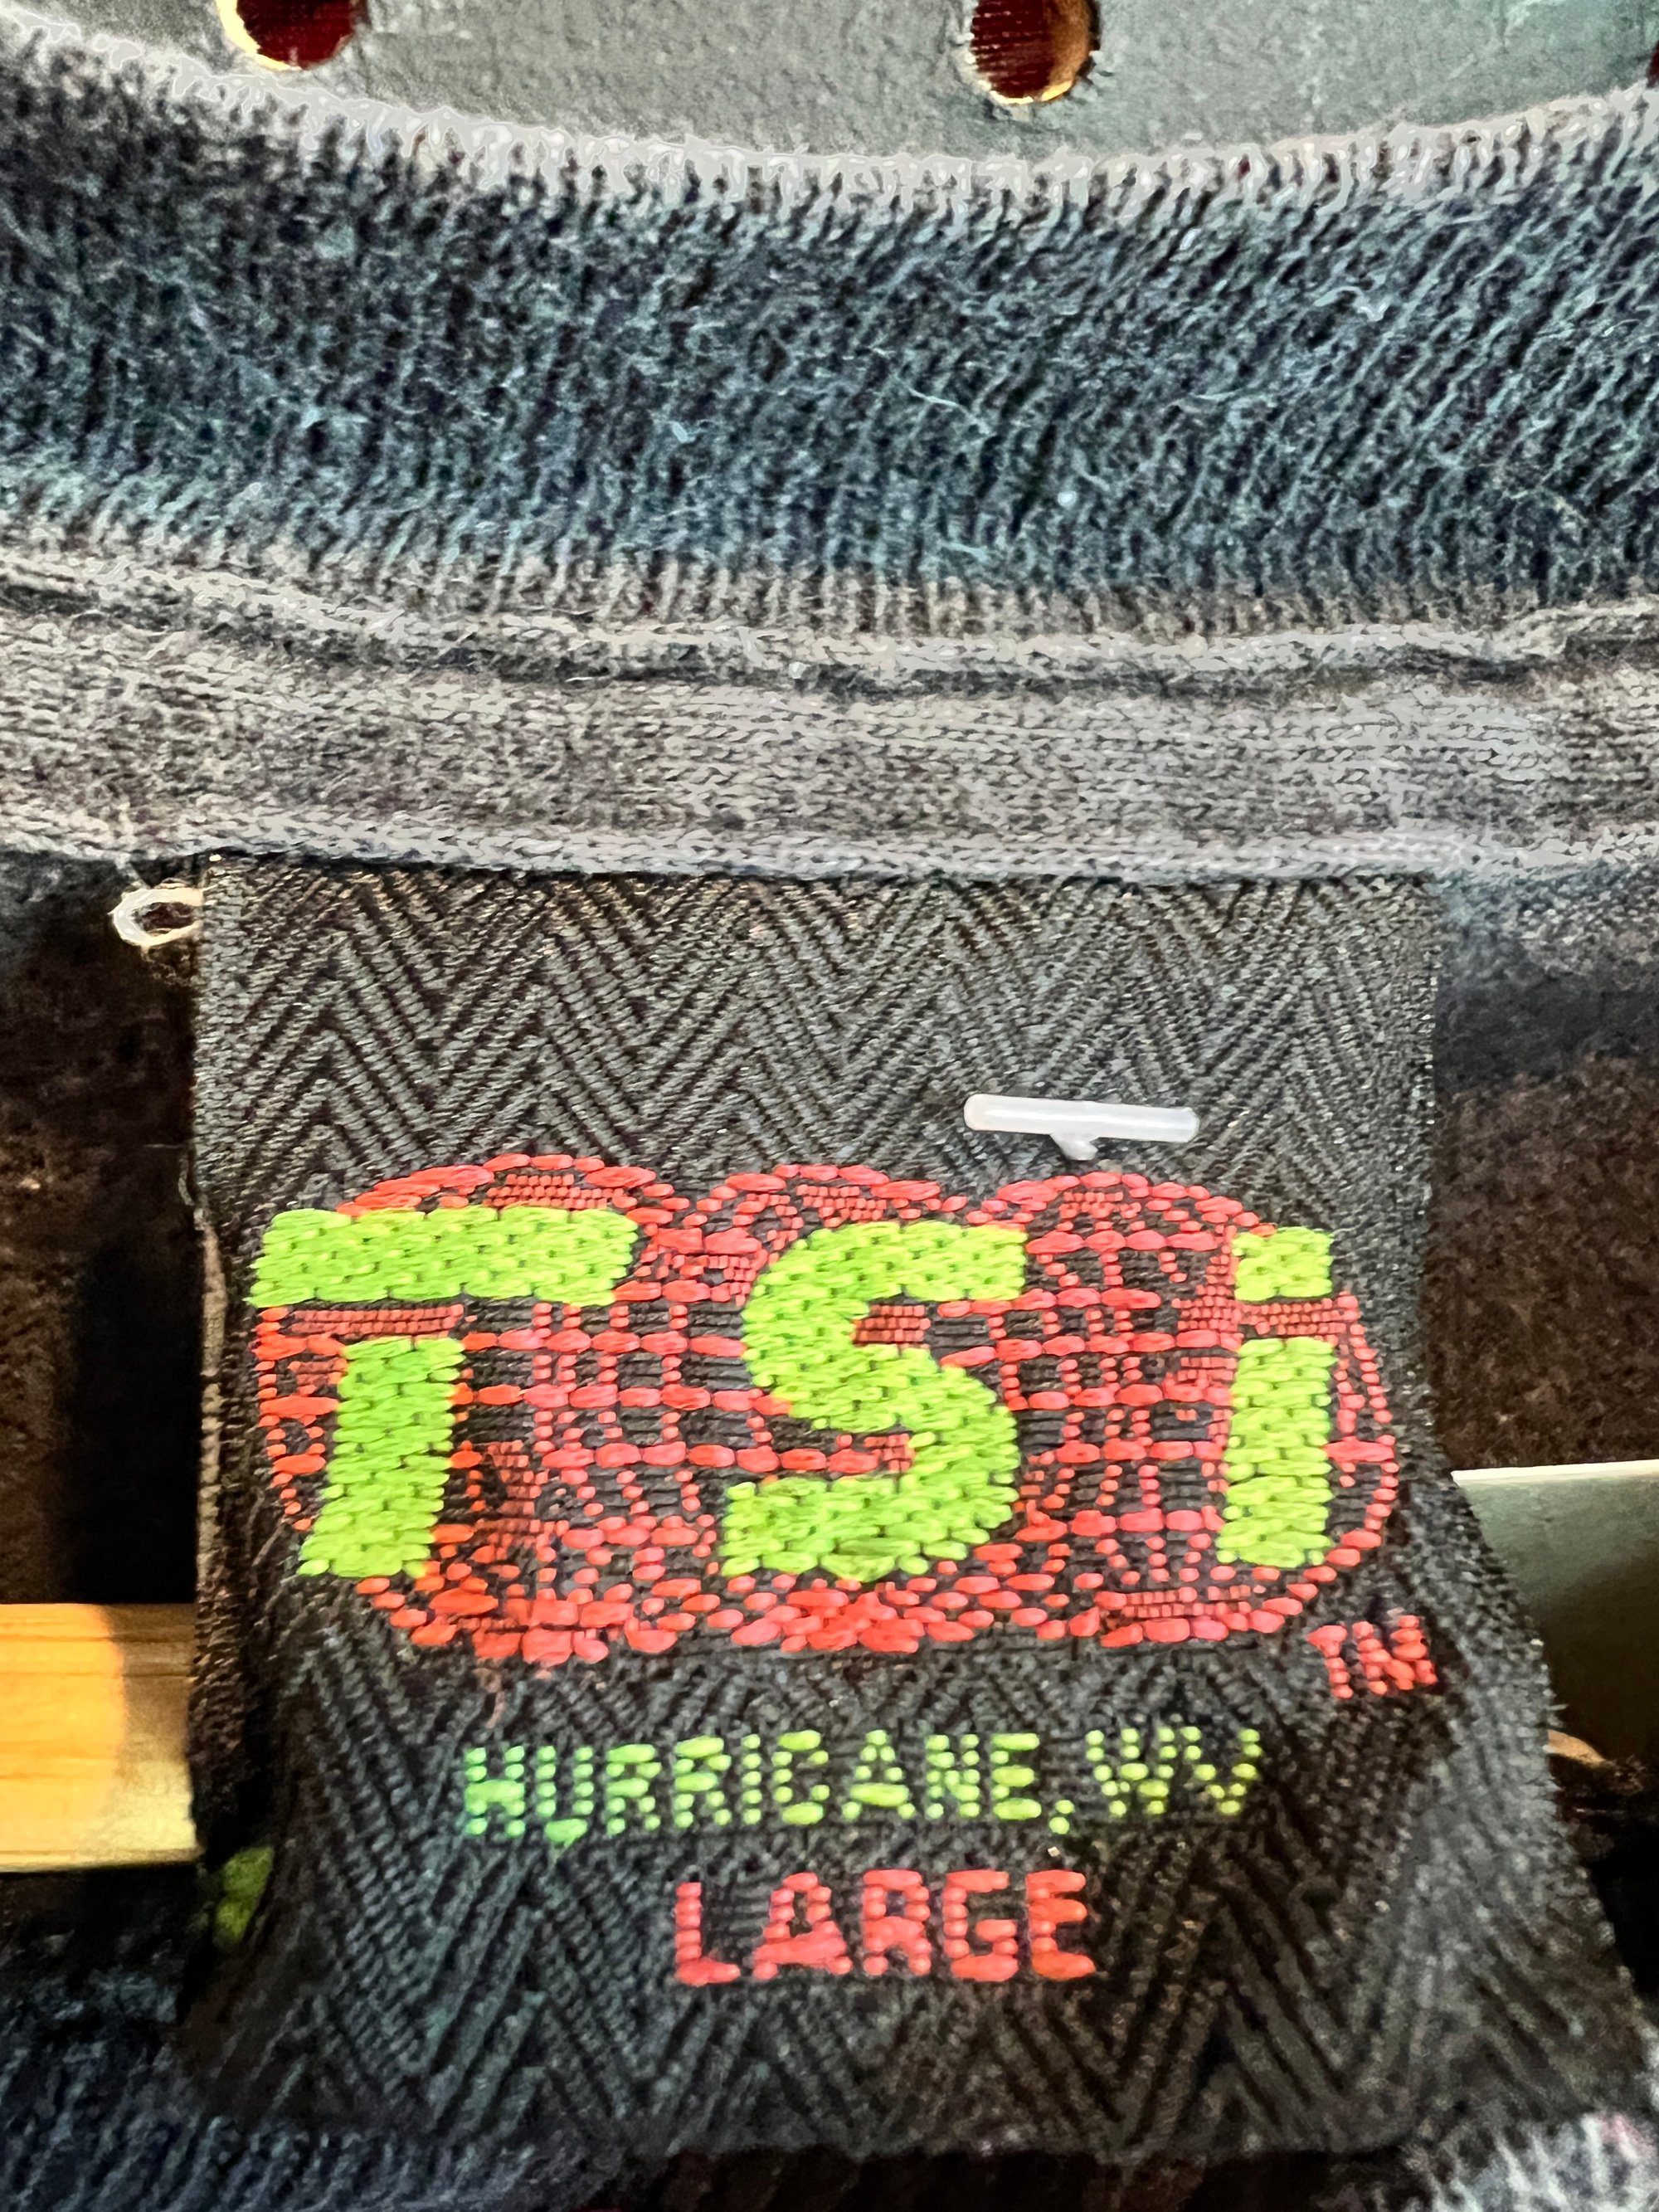 TSi
TM
HURRICANE, WV
LARGE